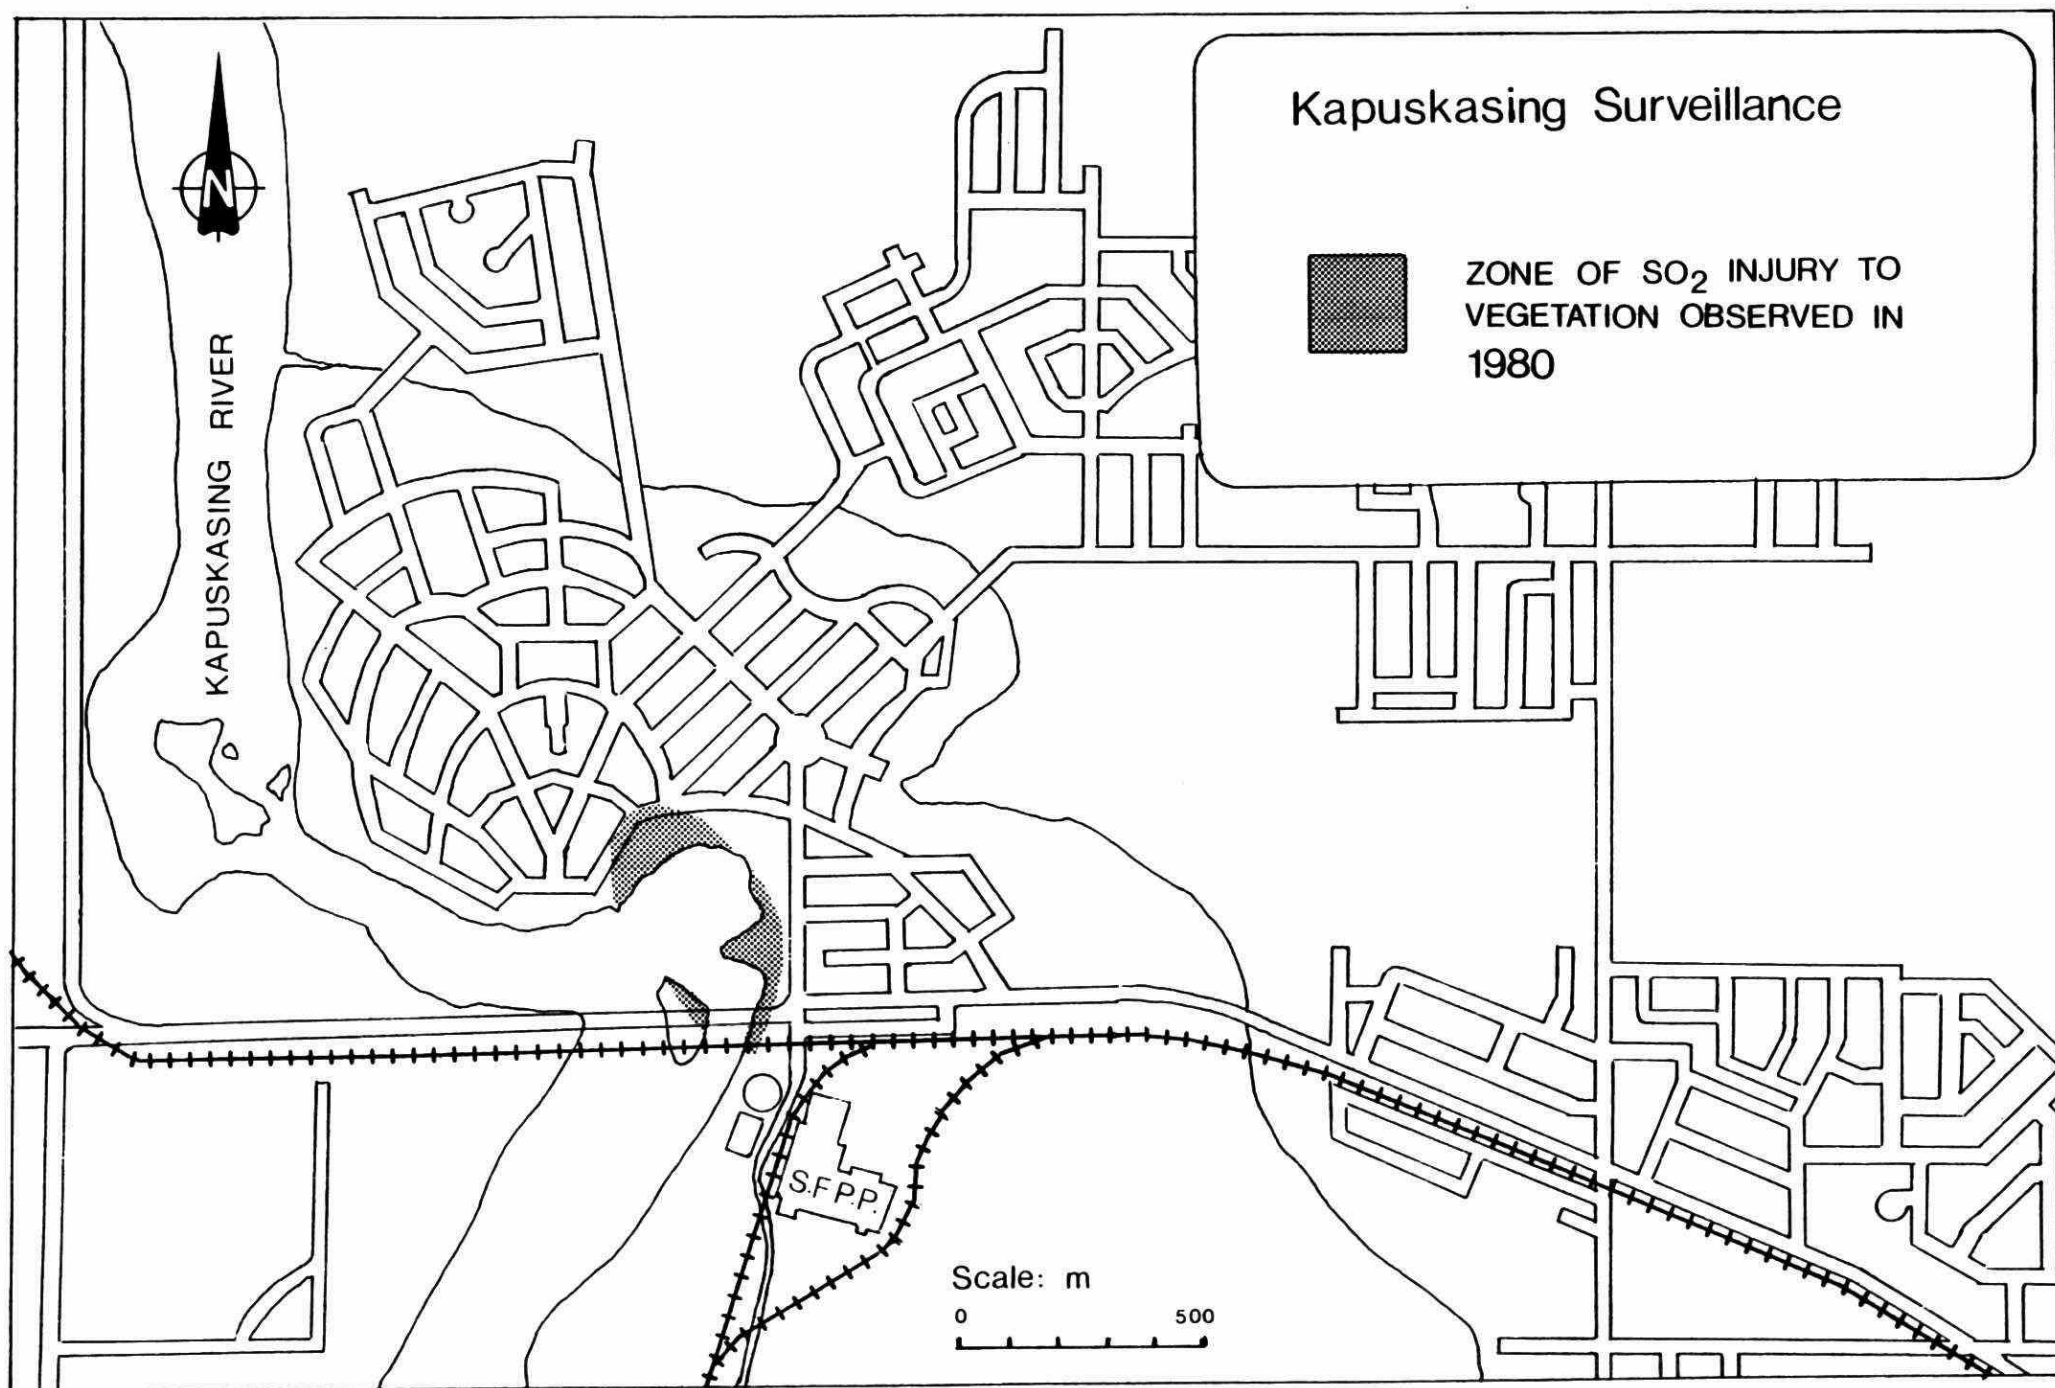 Kapuskasing Surveillance
ZONE OF SO2 INJURY TO
VEGETATION OBSERVED IN
1980
N
KAPUSKASING RIVER
S.F.P.P.
Scale: m
0 500